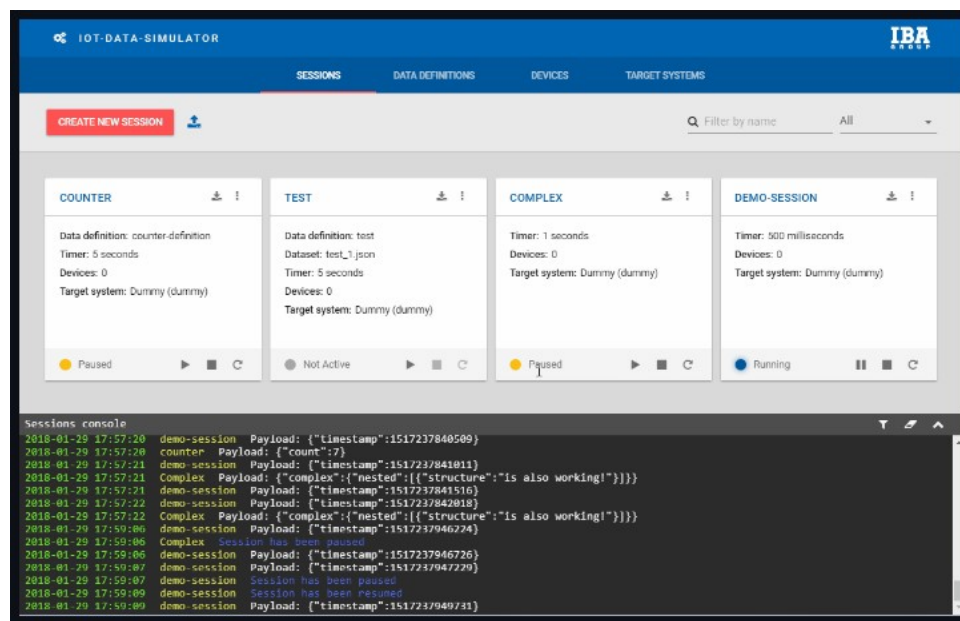 IOT-DATA-SIMULATOR
IBA
GROUP
SESSIONS DATA DEFINITIONS DEVICES TARGET SYSTEMS
CREATE NEW SESSION Filter by name All
COUNTER TEST COMPLEX DEMO-SESSION
Data definition: counter-definition
Timer: 5 seconds
Devices: 0
Target system: Dummy (dummy)
Data definition: test
Dataset: test_1.json
Timer: 5 seconds
Devices: 0
Target system: Dummy (dummy)
Timer: 1 seconds
Devices: 0
Target system: Dummy (dummy)
Timer: 500 milliseconds
Devices: 0
Target system: Dummy (dummy)
Paused Not Active Paused Running
Sessions console
2018-01-29 17:57:20 demo-session Payload: {"timestamp":1517237840509}
2018-01-29 17:57:20 counter Payload: {"count":7}
2018-01-29 17:57:21 demo-session Payload: {"timestamp":1517237841011}
2018-01-29 17:57:21 Complex Payload: {"complex":{"nested":[{"structure":"is also working!"}]}}
2018-01-29 17:57:21 demo-session Payload: {"timestamp":1517237841516}
2018-01-29 17:57:22 demo-session Payload: {"timestamp":1517237842018}
2018-01-29 17:57:22 Complex Payload: {"complex":{"nested":[{"structure":"is also working!"}]}}
2018-01-29 17:59:06 demo-session Payload: {"timestamp":1517237946224}
2018-01-29 17:59:06 Complex Session has been paused
2018-01-29 17:59:06 demo-session Payload: {"timestamp":1517237946726}
2018-01-29 17:59:07 demo-session Payload: {"timestamp":1517237947229}
2018-01-29 17:59:07 demo-session Session has been paused
2018-01-29 17:59:09 demo-session Session has been resumed
2018-01-29 17:59:09 demo-session Payload: {"timestamp":1517237949731}